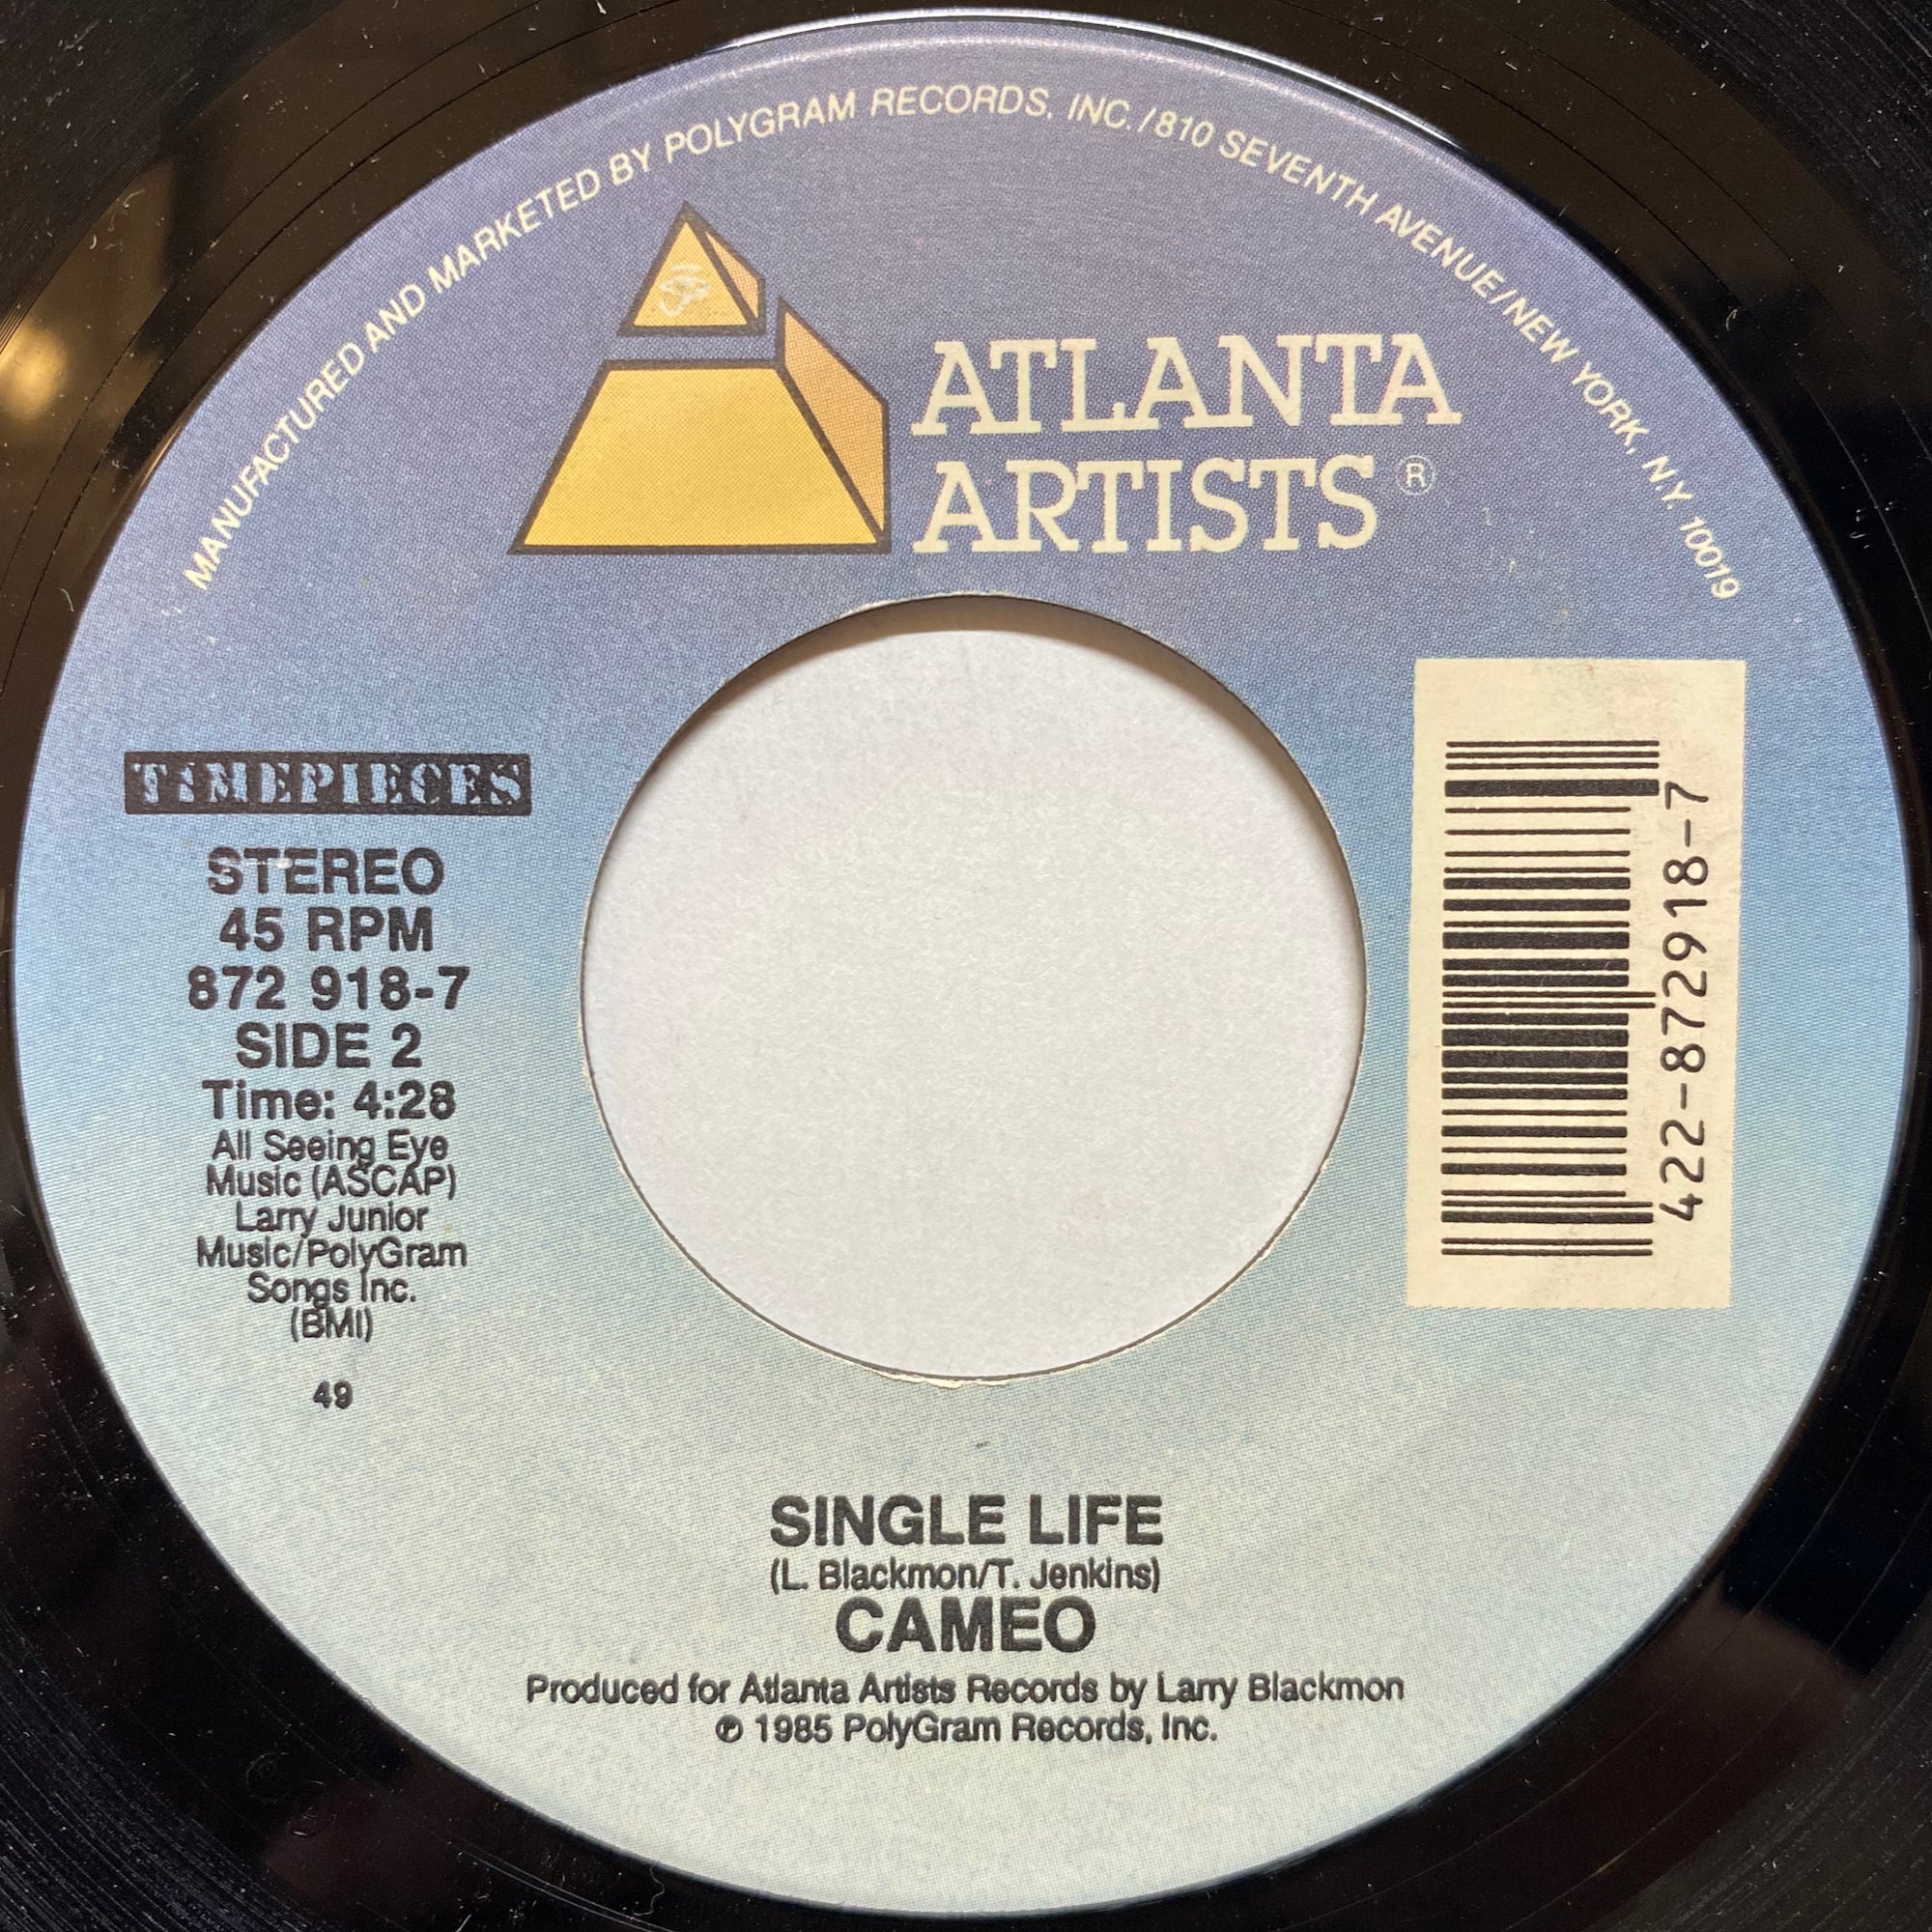 MANUFACTURED AND MARKETED BY POLYGRAM RECORDS, INC./810 SEVENTH AVENUE/NEW YORK, N.Y. 10019
ATLANTA
ARTISTS®
TIMEPIECES
STEREO
45 RPM
872 918-7
SIDE 2
Time: 4:28
All Seeing Eye
Music (ASCAP)
Larry Junior
Music/PolyGram
Songs Inc.
(BMI)
49
422-872918-7
SINGLE LIFE
(L. Blackmon/T. Jenkins)
CAMEO
Produced for Atlanta Artists Records by Larry Blackmon
℗ 1985 PolyGram Records, Inc.